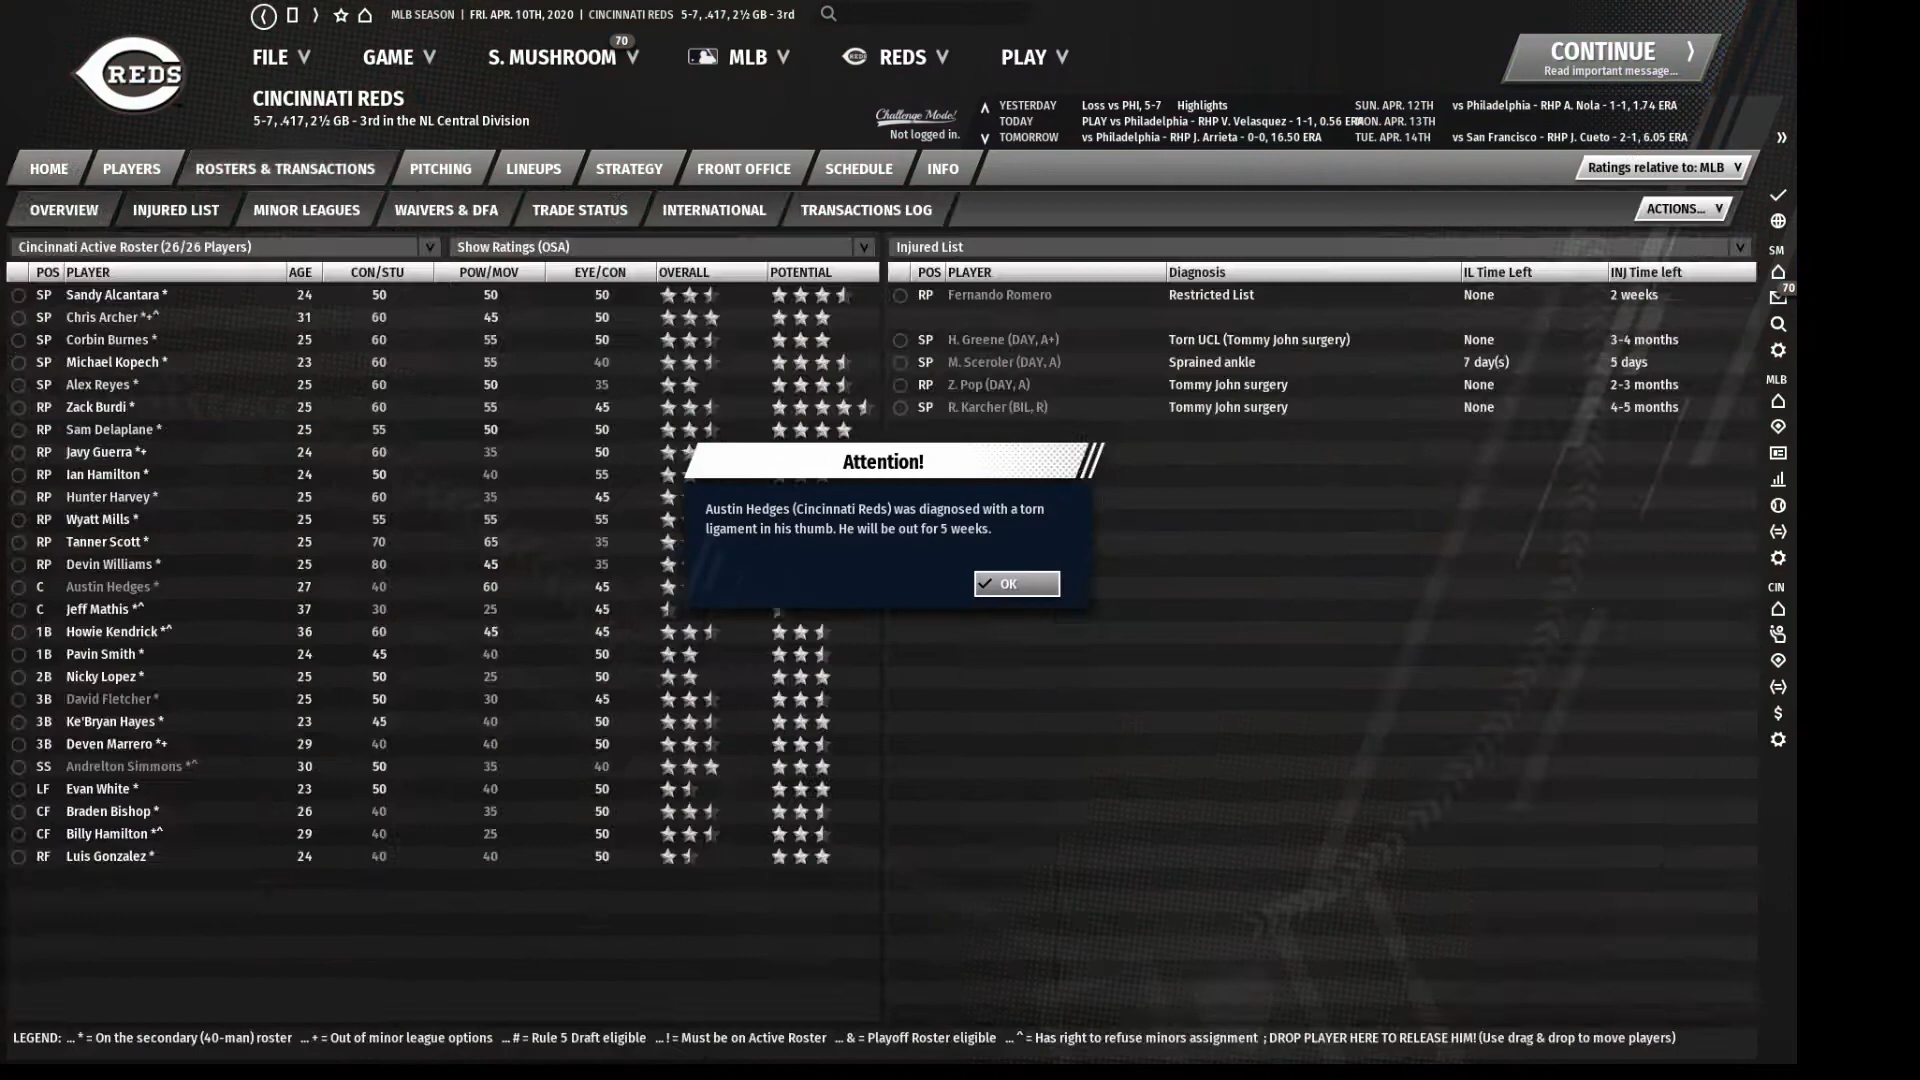 MLB SEASON | FRI. APR. 10TH, 2020 | CINCINNATI REDS 5-7, .417, 2½ GB - 3rd
FILE GAME S. MUSHROOM 70 MLB REDS PLAY
REDS
CONTINUE
Read important message...
CINCINNATI REDS
5-7, .417, 2½ GB - 3rd in the NL Central Division
Challenge Mode!
Not logged in.
YESTERDAY Loss vs PHI, 5-7 Highlights SUN. APR. 12TH vs Philadelphia - RHP A. Nola - 1-1, 1.74 ERA
TODAY PLAY vs Philadelphia - RHP V. Velasquez - 1-1, 0.56 ERA MON. APR. 13TH
TOMORROW vs Philadelphia - RHP J. Arrieta - 0-0, 16.50 ERA TUE. APR. 14TH vs San Francisco - RHP J. Cueto - 2-1, 6.05 ERA
HOME PLAYERS ROSTERS & TRANSACTIONS PITCHING LINEUPS STRATEGY FRONT OFFICE SCHEDULE INFO Ratings relative to: MLB
OVERVIEW INJURED LIST MINOR LEAGUES WAIVERS & DFA TRADE STATUS INTERNATIONAL TRANSACTIONS LOG ACTIONS...
Cincinnati Active Roster (26/26 Players) Show Ratings (OSA) Injured List
POS PLAYER AGE CON/STU POW/MOV EYE/CON OVERALL POTENTIAL
SP Sandy Alcantara * 24 50 50 50
SP Chris Archer *+^ 31 60 45 50
SP Corbin Burnes * 25 60 55 50
SP Michael Kopech * 23 60 55 40
SP Alex Reyes * 25 60 50 35
RP Zack Burdi * 25 60 55 45
RP Sam Delaplane * 25 55 50 50
RP Javy Guerra *+ 24 60 35 50
RP Ian Hamilton * 24 50 40 55
RP Hunter Harvey * 25 60 35 45
RP Wyatt Mills * 25 55 55 55
RP Tanner Scott * 25 70 65 35
RP Devin Williams * 25 80 45 35
C Austin Hedges * 27 40 60 45
C Jeff Mathis *^ 37 30 25 45
1B Howie Kendrick *^ 36 60 45 45
1B Pavin Smith * 24 45 40 50
2B Nicky Lopez * 25 50 25 50
3B David Fletcher * 25 50 30 45
3B Ke'Bryan Hayes * 23 45 40 50
3B Deven Marrero *+ 29 40 40 50
SS Andrelton Simmons *^ 30 50 35 40
LF Evan White * 23 50 40 50
CF Braden Bishop * 26 40 35 50
CF Billy Hamilton *^ 29 40 25 50
RF Luis Gonzalez * 24 40 40 50
POS PLAYER Diagnosis IL Time Left INJ Time left
RP Fernando Romero Restricted List None 2 weeks
SP H. Greene (DAY, A+) Torn UCL (Tommy John surgery) None 3-4 months
SP M. Sceroler (DAY, A) Sprained ankle 7 day(s) 5 days
RP Z. Pop (DAY, A) Tommy John surgery None 2-3 months
SP R. Karcher (BIL, R) Tommy John surgery None 4-5 months
Attention!
Austin Hedges (Cincinnati Reds) was diagnosed with a torn
ligament in his thumb. He will be out for 5 weeks.
OK
SM
70
MLB
CIN
$
LEGEND: ... * = On the secondary (40-man) roster ... + = Out of minor league options ... # = Rule 5 Draft eligible ... ! = Must be on Active Roster ... & = Playoff Roster eligible ... ^ = Has right to refuse minors assignment ; DROP PLAYER HERE TO RELEASE HIM! (Use drag & drop to move players)